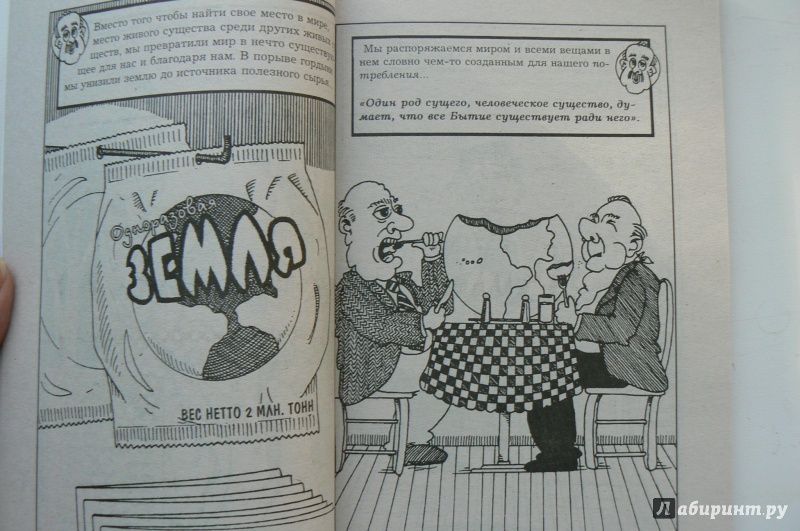 Вместо того чтобы найти свое место в мире,
место живого существа среди других живых
ществ, мы превратили мир в нечто существую-
щее для нас и благодаря нам. В порыве гордыни
мы унизили землю до источника полезного сырья.
Одноразовая
ЗЕМЛЯ
ВЕС НЕТТО 2 МЛН. ТОНН
Мы распоряжаемся миром и всеми вещами в
нем словно чем-то созданным для нашего по-
требления...
«Один род сущего, человеческое существо, ду-
мает, что все Бытие существует ради него».
Лабиринт.ру